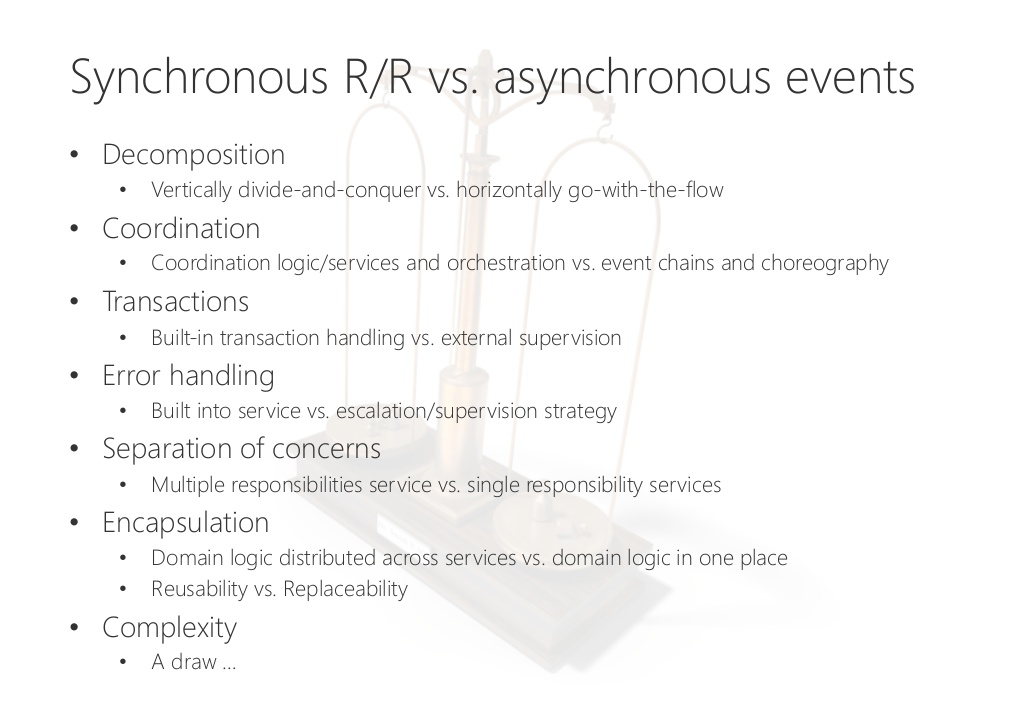 Synchronous R/R vs. asynchronous events
• Decomposition
• Vertically divide-and-conquer vs. horizontally go-with-the-flow
• Coordination
• Coordination logic/services and orchestration vs. event chains and choreography
• Transactions
• Built-in transaction handling vs. external supervision
• Error handling
• Built into service vs. escalation/supervision strategy
• Separation of concerns
• Multiple responsibilities service vs. single responsibility services
• Encapsulation
• Domain logic distributed across services vs. domain logic in one place
• Reusability vs. Replaceability
• Complexity
• A draw ...